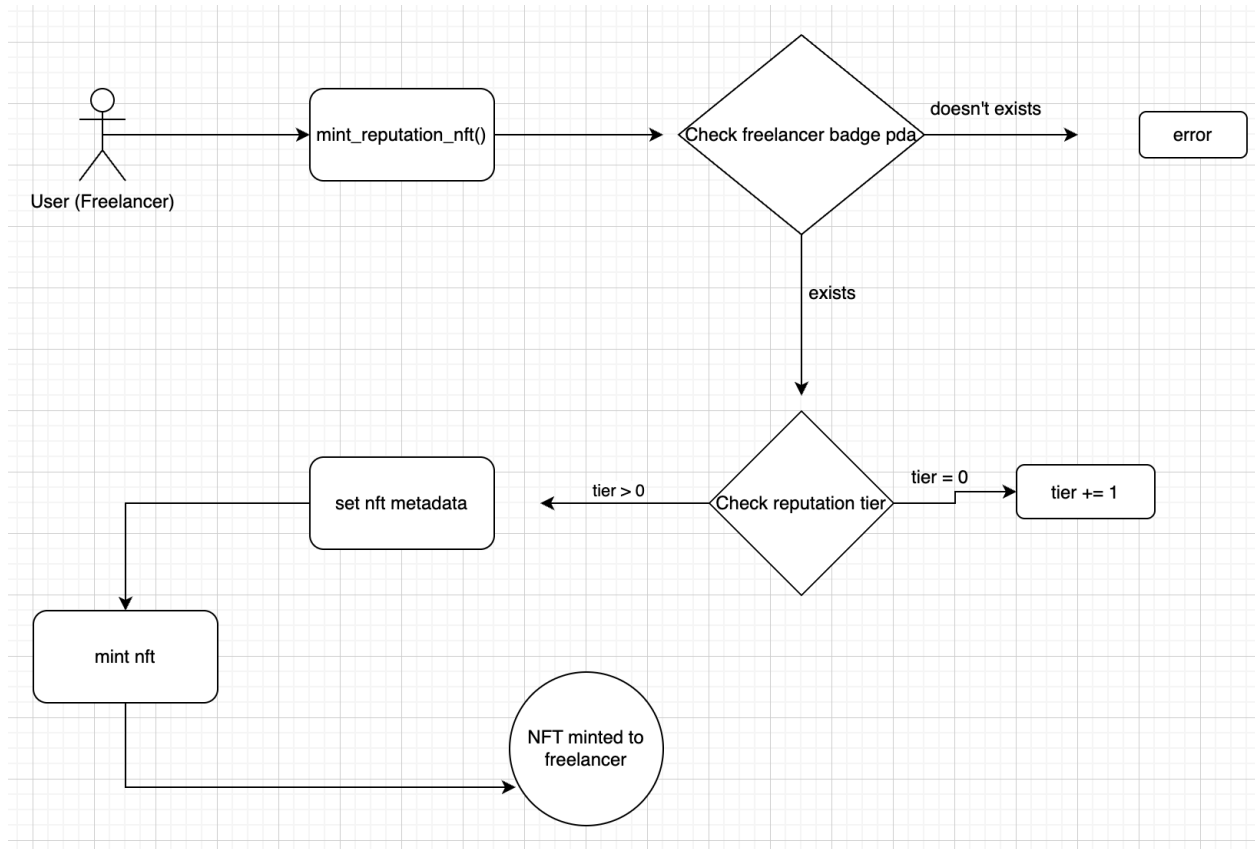 doesn't exists
mint_reputation_nft()
Check freelancer badge pda
error
User (Freelancer)
exists
tier > 0
tier = 0
set nft metadata
Check reputation tier
tier += 1
mint nft
NFT minted to
freelancer